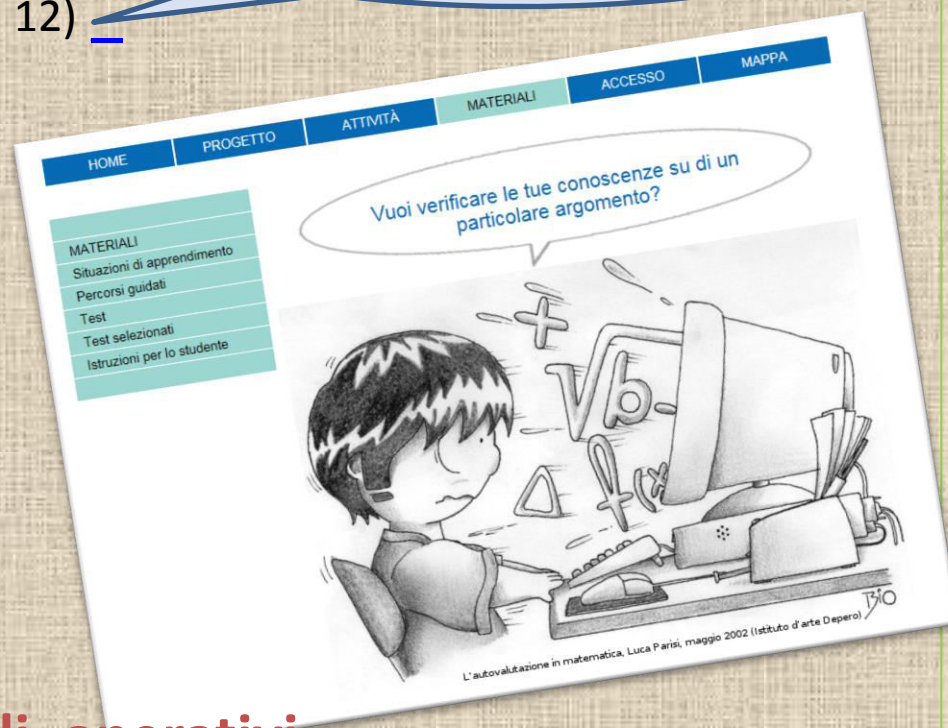 12)
HOME PROGETTO ATTIVITÀ MATERIALI ACCESSO MAPPA
MATERIALI
Situazioni di apprendimento
Percorsi guidati
Test
Test selezionati
Istruzioni per lo studente
Vuoi verificare le tue conoscenze su di un
particolare argomento?
L'autovalutazione in matematica, Luca Parisi, maggio 2002 (Istituto d'arte Depero)